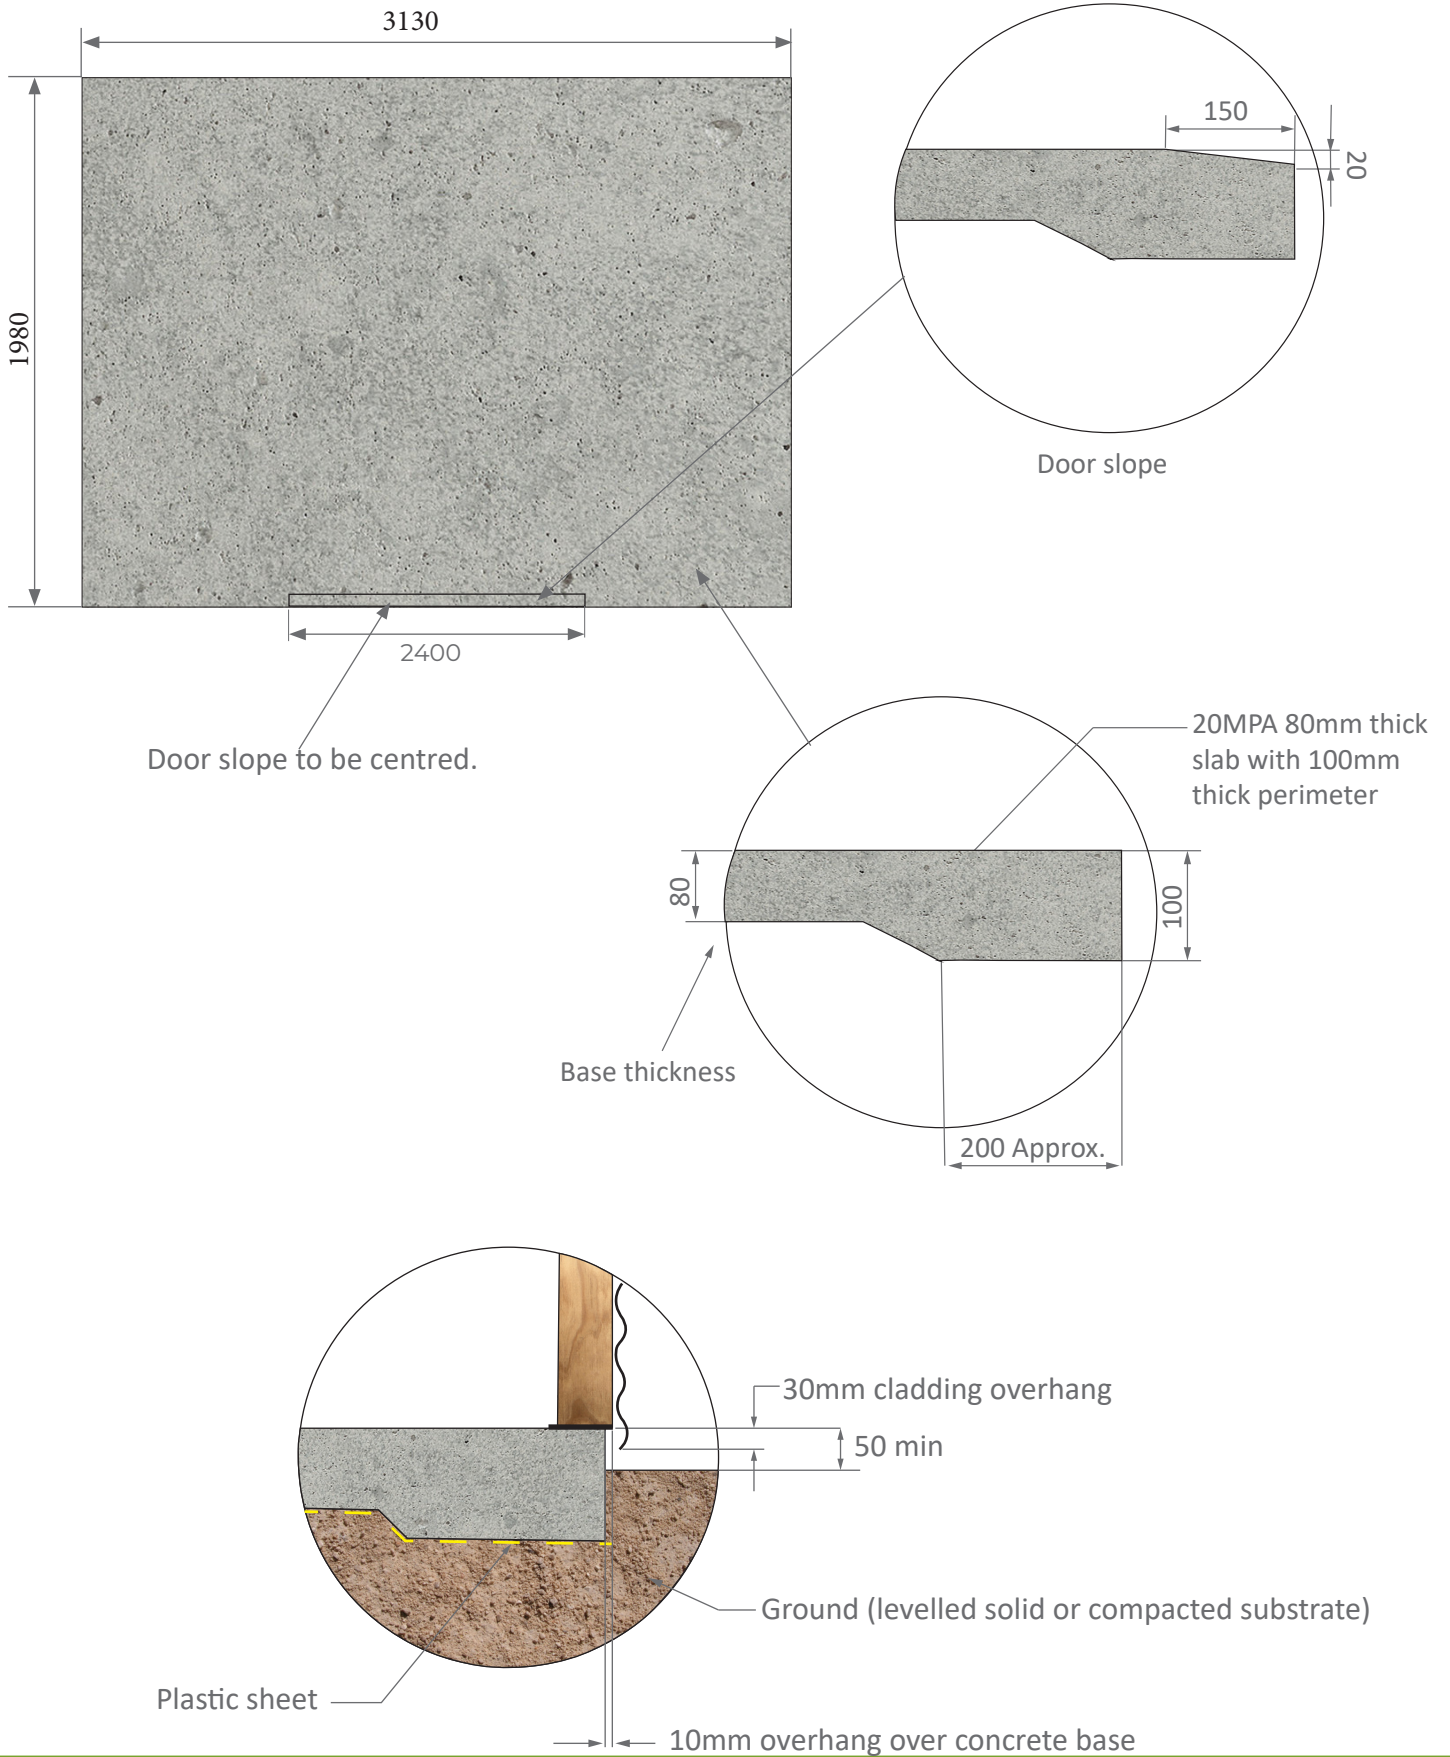 3130
150
20
1980
Door slope
2400
Door slope to be centred.
20MPA 80mm thick
slab with 100mm
thick perimeter
80
100
Base thickness
200 Approx.
30mm cladding overhang
50 min
Ground (levelled solid or compacted substrate)
Plastic sheet
10mm overhang over concrete base